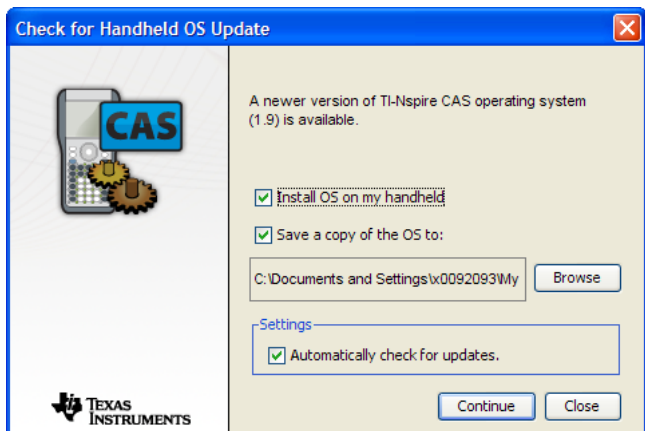 Check for Handheld OS Update
CAS
A newer version of TI-Nspire CAS operating system
(1.9) is available.
Install OS on my handheld
Save a copy of the OS to:
C:\Documents and Settings\x0092093\My
Browse
Settings
Automatically check for updates.
Continue
Close
TEXAS
INSTRUMENTS